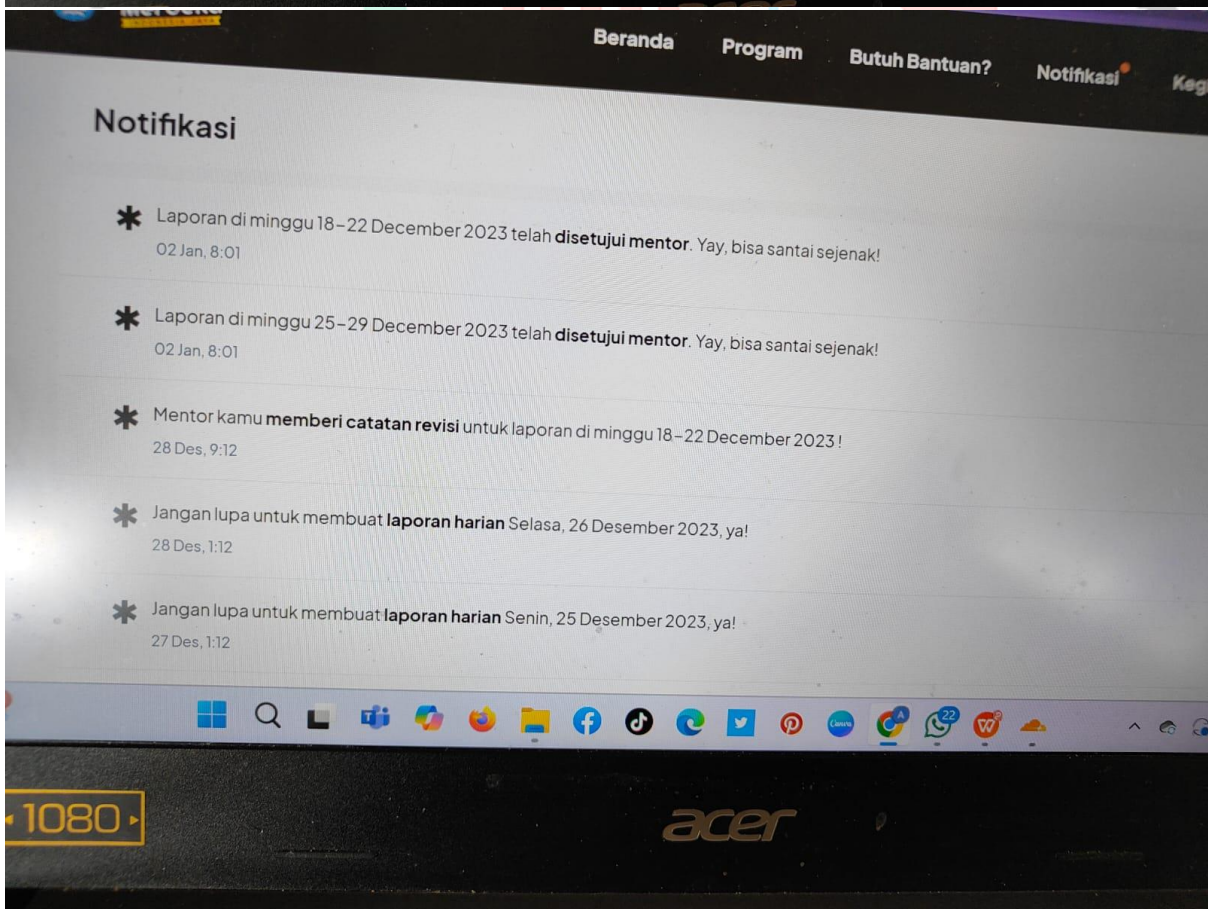 INDONESIA JAYA
Beranda Program Butuh Bantuan? Notifikasi
Notifikasi
Laporan di minggu 18–22 December 2023 telah disetujui mentor. Yay, bisa santai sejenak!
02 Jan, 8:01
Laporan di minggu 25–29 December 2023 telah disetujui mentor. Yay, bisa santai sejenak!
02 Jan, 8:01
Mentor kamu memberi catatan revisi untuk laporan di minggu 18–22 December 2023 !
28 Des, 9:12
Jangan lupa untuk membuat laporan harian Selasa, 26 Desember 2023, ya!
28 Des, 1:12
Jangan lupa untuk membuat laporan harian Senin, 25 Desember 2023, ya!
27 Des, 1:12
Canva
A
22
1080
acer